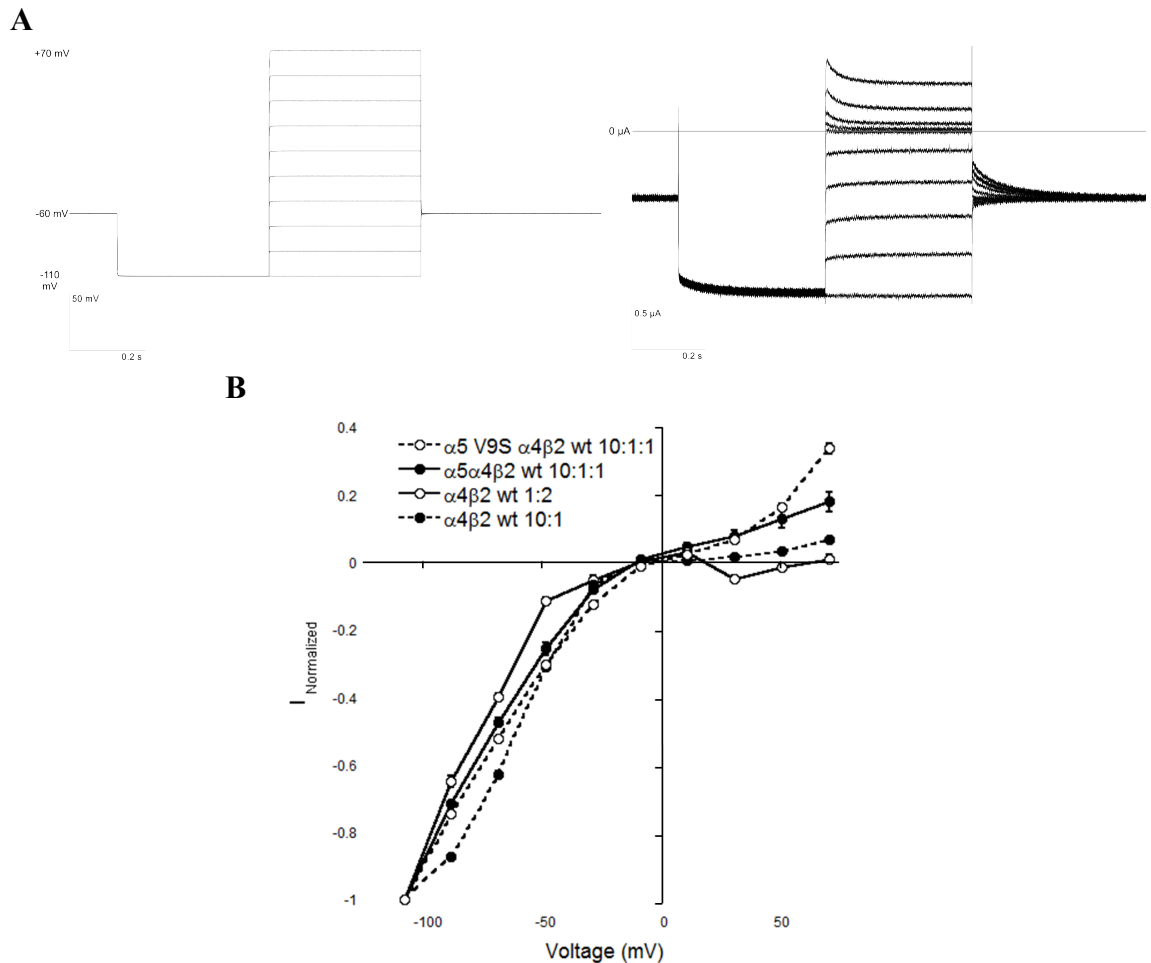 A
+70 mV
-60 mV
-110
mV
50 mV
0.2 s
0 µA
0.5 µA
0.2 s
B
0.4
0.2
0
-0.2
-0.4
-0.6
-0.8
-1
α5 V9S α4β2 wt 10:1:1
α5α4β2 wt 10:1:1
α4β2 wt 1:2
α4β2 wt 10:1
I Normalized
-100
-50
0
50
Voltage (mV)